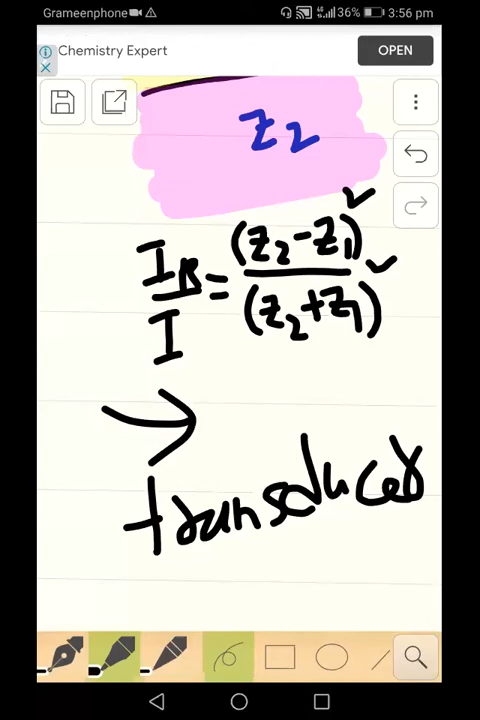 Grameenphone 36% 3:56 pm
Chemistry Expert
OPEN
Z2
IR/I = (Z2-Z1)²/(Z2+Z1)²
→
transducer